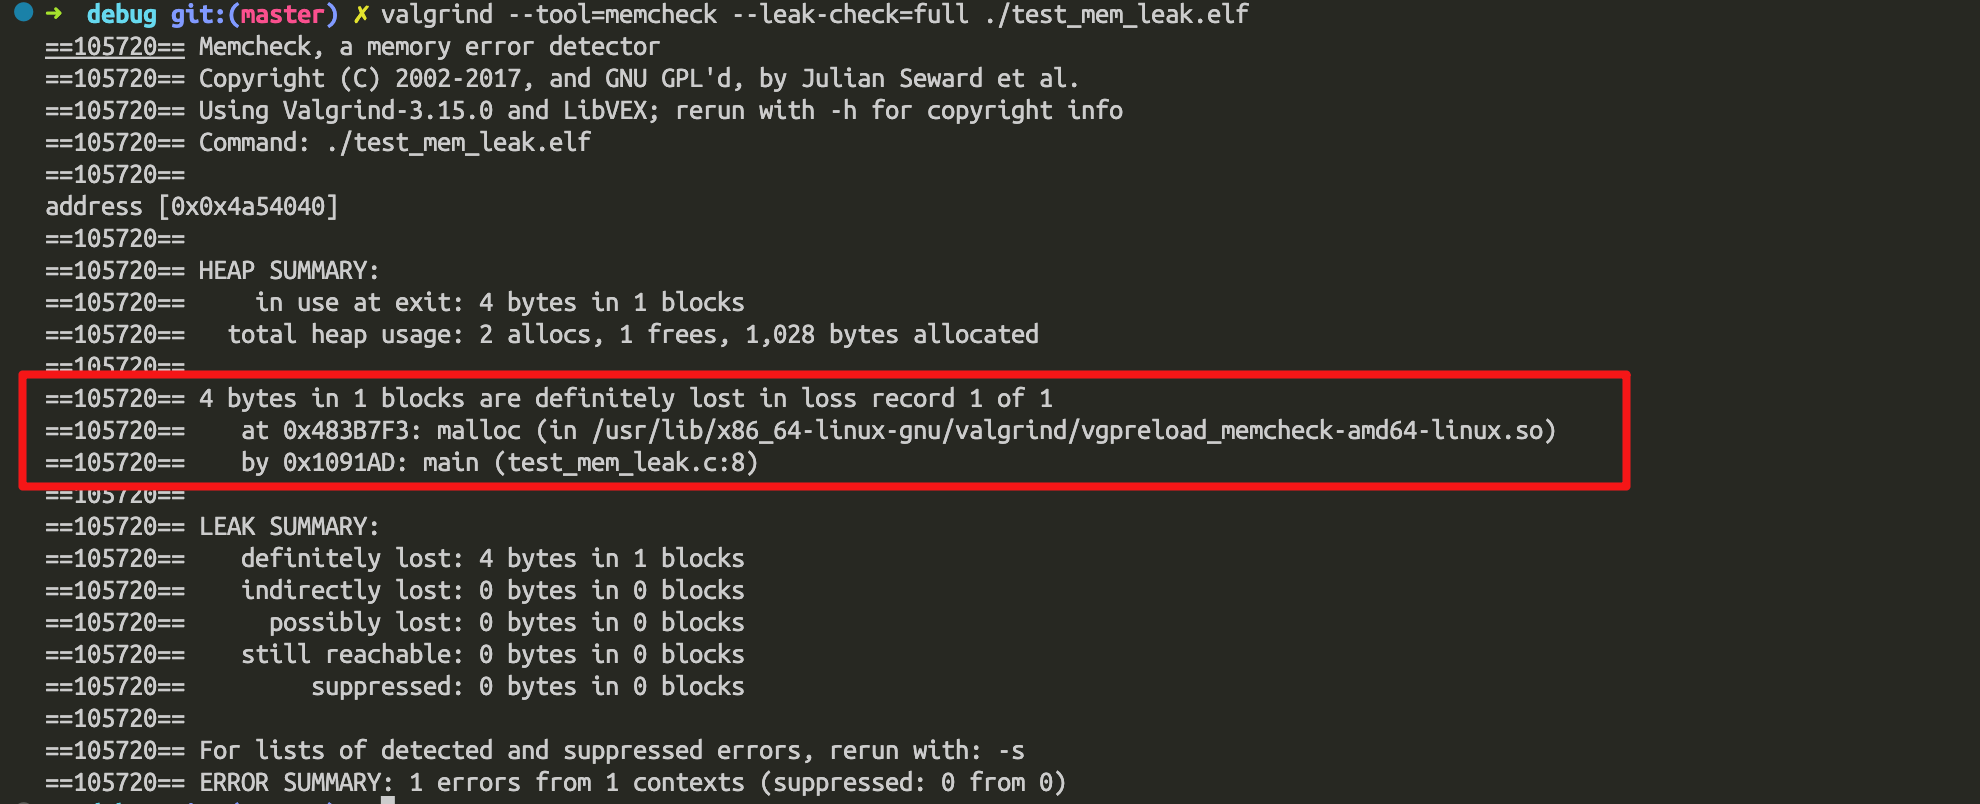 ➜ debug git:(master) ✗ valgrind --tool=memcheck --leak-check=full ./test_mem_leak.elf
==105720== Memcheck, a memory error detector
==105720== Copyright (C) 2002-2017, and GNU GPL'd, by Julian Seward et al.
==105720== Using Valgrind-3.15.0 and LibVEX; rerun with -h for copyright info
==105720== Command: ./test_mem_leak.elf
==105720==
address [0x0x4a54040]
==105720==
==105720== HEAP SUMMARY:
==105720==     in use at exit: 4 bytes in 1 blocks
==105720==   total heap usage: 2 allocs, 1 frees, 1,028 bytes allocated
==105720==
==105720== 4 bytes in 1 blocks are definitely lost in loss record 1 of 1
==105720==    at 0x483B7F3: malloc (in /usr/lib/x86_64-linux-gnu/valgrind/vgpreload_memcheck-amd64-linux.so)
==105720==    by 0x1091AD: main (test_mem_leak.c:8)
==105720==
==105720== LEAK SUMMARY:
==105720==    definitely lost: 4 bytes in 1 blocks
==105720==    indirectly lost: 0 bytes in 0 blocks
==105720==      possibly lost: 0 bytes in 0 blocks
==105720==    still reachable: 0 bytes in 0 blocks
==105720==         suppressed: 0 bytes in 0 blocks
==105720==
==105720== For lists of detected and suppressed errors, rerun with: -s
==105720== ERROR SUMMARY: 1 errors from 1 contexts (suppressed: 0 from 0)